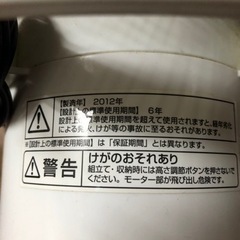 【製造年】2012年
【設計上の標準使用期間】6年
設計上の標準使用期間を超えて使用されますと、経年劣化
による発火、けが等の事故に至るおそれがあります。
※【設計上の標準使用期間】は「保証期間」とは異なります。
警告
けがのおそれあり
組立て・収納時には高さ調節ボタンを押さないで
ください。モーター部が飛び出し危険です。